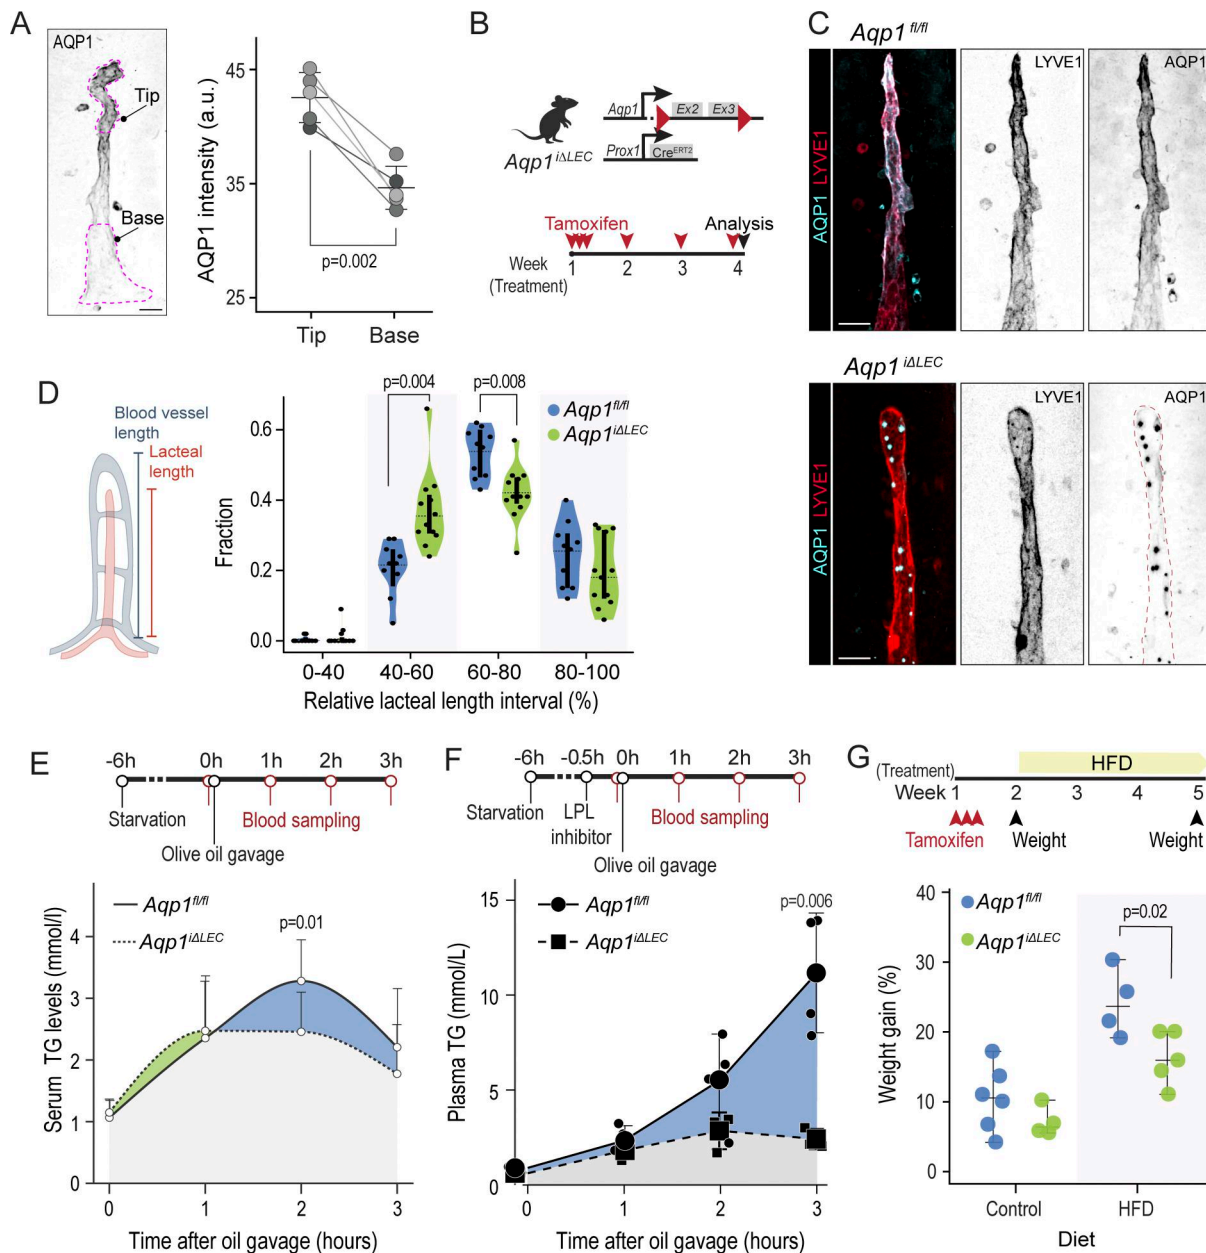 A
AQP1
Tip
Base
AQP1 intensity (a.u.)
45
35
25
p=0.002
Tip
Base
B
Aqp1 iΔLEC
Aqp1
Ex2
Ex3
Prox1
CreERT2
Tamoxifen
Analysis
Week
(Treatment)
1
2
3
4
C
Aqp1 fl/fl
AQP1 LYVE1
LYVE1
AQP1
Aqp1 iΔLEC
AQP1 LYVE1
LYVE1
AQP1
D
Blood vessel
length
Lacteal
length
Fraction
0.6
0.4
0.2
0.0
p=0.004
p=0.008
Aqp1fl/fl
Aqp1iΔLEC
0-40
40-60
60-80
80-100
Relative lacteal length interval (%)
E
-6h
0h
1h
2h
3h
Starvation
Blood sampling
Olive oil gavage
Serum TG levels (mmol/l)
3
2
1
0
Aqp1fl/fl
Aqp1iΔLEC
p=0.01
0
1
2
3
Time after oil gavage (hours)
F
-6h
-0.5h
0h
1h
2h
3h
Starvation
LPL
inhibitor
Blood sampling
Olive oil gavage
Plasma TG (mmol/L)
15
10
5
0
Aqp1fl/fl
Aqp1iΔLEC
p=0.006
0
1
2
3
Time after oil gavage (hours)
G
(Treatment)
Week
HFD
1
2
3
4
5
Tamoxifen
Weight
Weight
Weight gain (%)
40
30
20
10
0
Aqp1fl/fl
Aqp1iΔLEC
p=0.02
Control
HFD
Diet